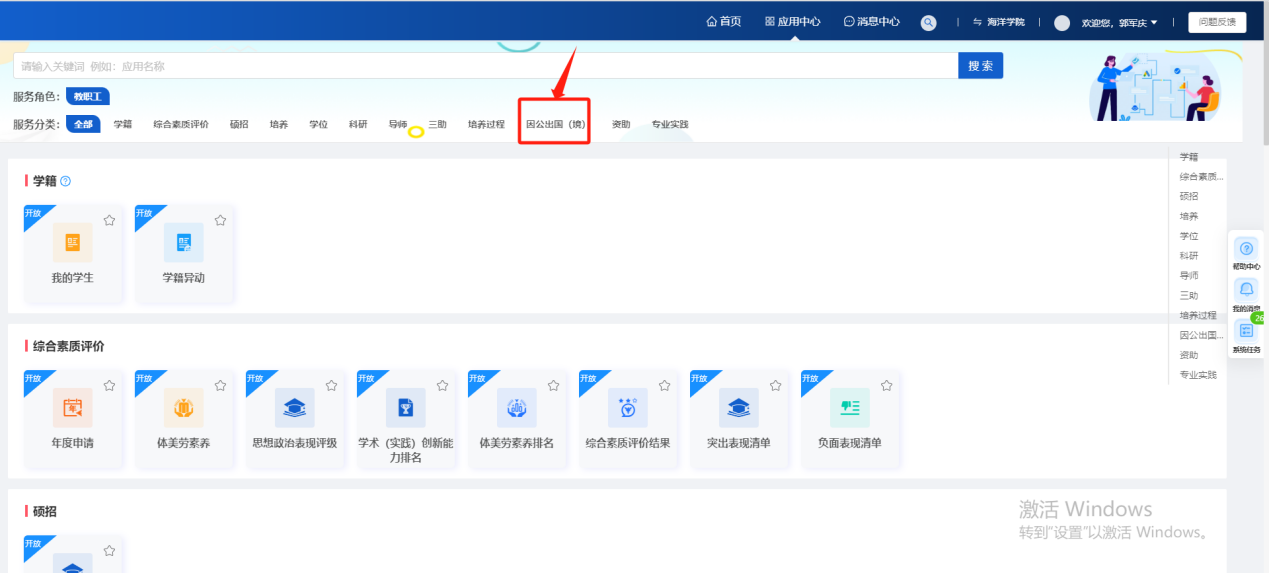 首页 应用中心 消息中心 海洋学院 欢迎您，郭军庆 问题反馈
请输入关键词 例如：应用名称 搜 索
服务角色： 教职工
服务分类： 全部 学籍 综合素质评价 硕招 培养 学位 科研 导师 三助 培养过程 因公出国（境） 资助 专业实践
学籍
开放 开放
我的学生 学籍异动
综合素质评价
开放 开放 开放 开放 开放 开放 开放 开放
年度申请 体美劳素养 思想政治表现评级 学术（实践）创新能 体美劳素养排名 综合素质评价结果 突出表现清单 负面表现清单
力排名
硕招
开放
学籍
综合素质...
硕招
培养
学位
科研
导师
三助
培养过程
因公出国...
资助
专业实践
帮助中心
我的消息
26
系统任务
激活 Windows
转到"设置"以激活 Windows。